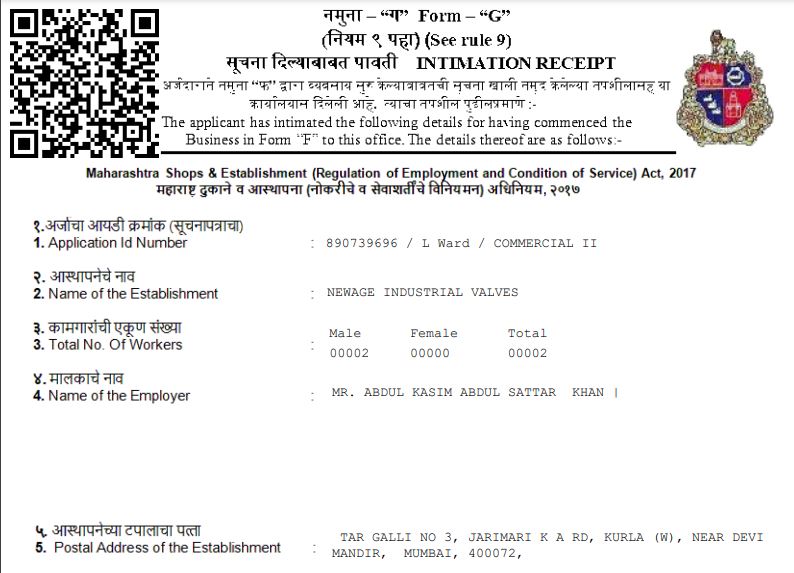 नमुना – “ग” Form – “G”
(नियम ९ पहा) (See rule 9)
सूचना दिल्याबाबत पावती INTIMATION RECEIPT
अर्जदाराने नमुना “फ” द्वारा व्यवसाय सुरु केल्याबाबतची सूचना खाली नमूद केलेल्या तपशीलासह या
कार्यालयास दिलेली आहे. त्याचा तपशील पुढीलप्रमाणे :-
The applicant has intimated the following details for having commenced the
Business in Form “F” to this office. The details thereof are as follows:-
Maharashtra Shops & Establishment (Regulation of Employment and Condition of Service) Act, 2017
महाराष्ट्र दुकाने व आस्थापना (नोकरीचे व सेवाशर्तींचे विनियमन) अधिनियम, २०१७
१.अर्जाचा आयडी क्रमांक (सूचनापत्राचा)
1. Application Id Number : 890739696 / L Ward / COMMERCIAL II
२. आस्थापनेचे नाव
2. Name of the Establishment : NEWAGE INDUSTRIAL VALVES
३. कामगारांची एकूण संख्या
Male Female Total
3. Total No. Of Workers :
00002 00000 00002
४. मालकाचे नाव
4. Name of the Employer : MR. ABDUL KASIM ABDUL SATTAR KHAN |
५. आस्थापनेच्या टपालाचा पत्ता
TAR GALLI NO 3, JARIMARI K A RD, KURLA (W), NEAR DEVI
5. Postal Address of the Establishment : MANDIR, MUMBAI, 400072,